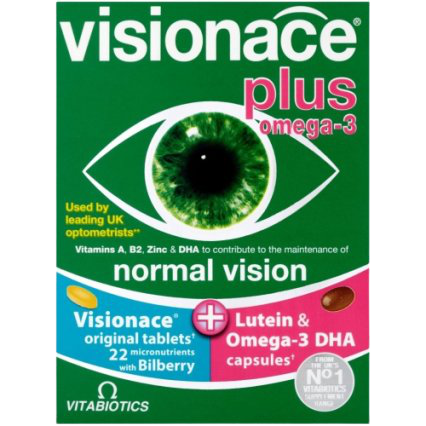 visionace®
plus
omega-3
Used by
leading UK
optometrists**
Vitamins A, B2, Zinc & DHA to contribute to the maintenance of
normal vision
Visionace®
original tablets†
22 micronutrients
with Bilberry
+
Lutein &
Omega-3 DHA
capsules†
FROM
THE UK'S
Nº1
VITABIOTICS
SUPPLEMENT
RANGE
VITABIOTICS